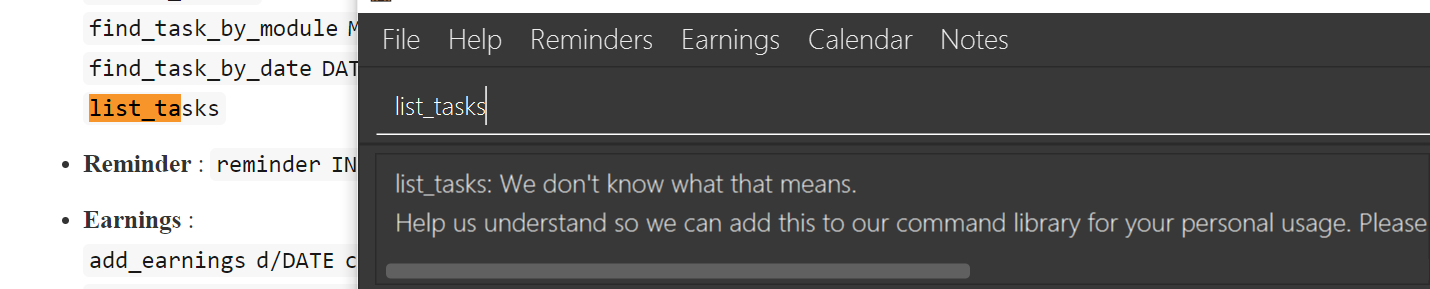 find_task_by_module
find_task_by_date DAT
list_tasks
• Reminder : reminder IN
• Earnings :
add_earnings d/DATE c
File Help Reminders Earnings Calendar Notes
list_tasks
list_tasks: We don't know what that means.
Help us understand so we can add this to our command library for your personal usage. Please